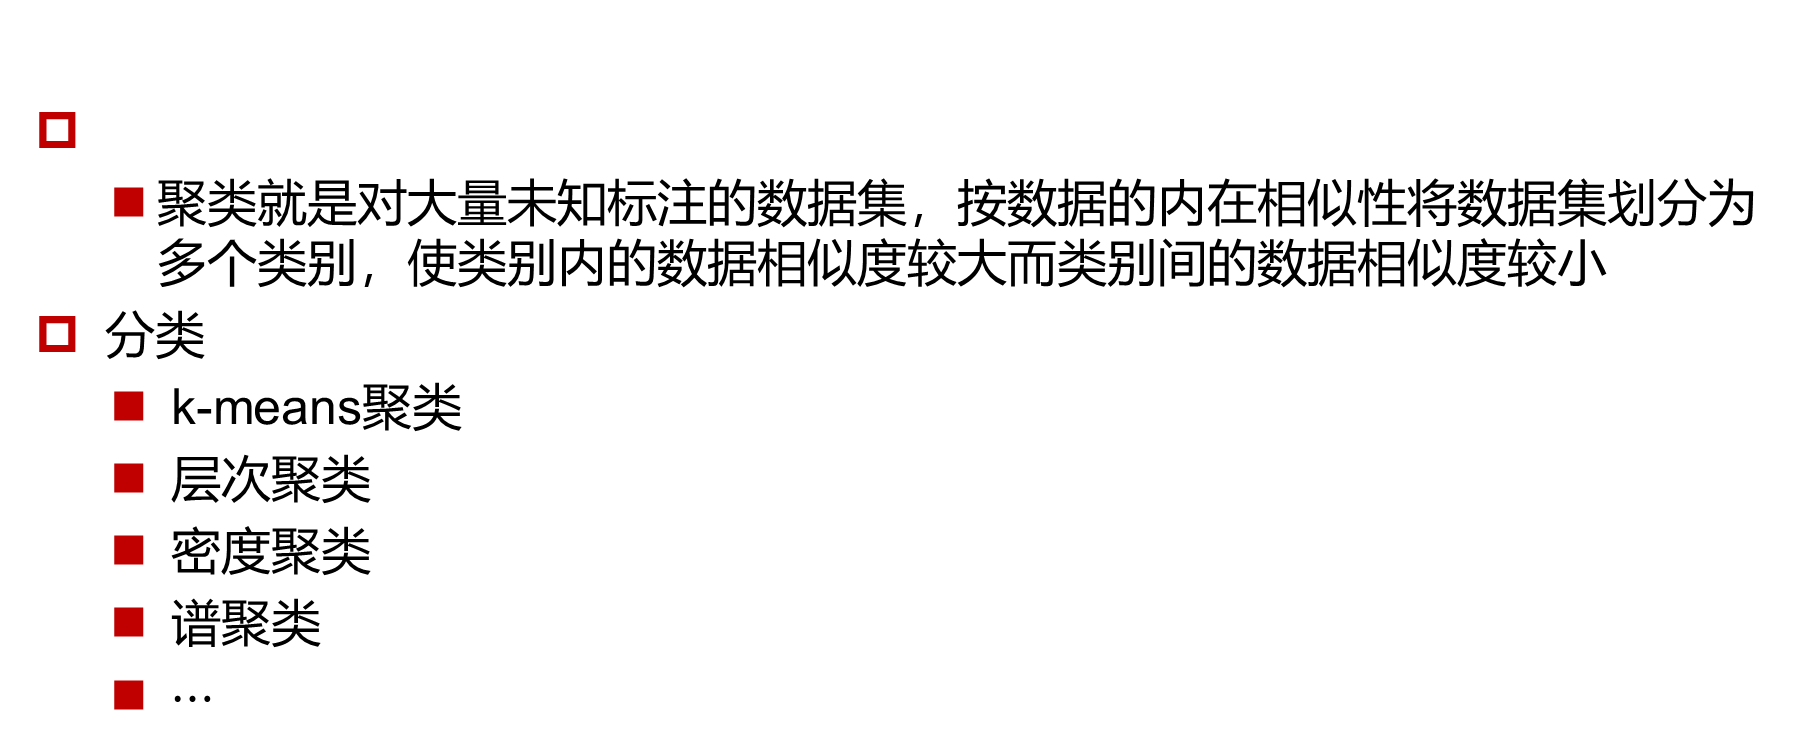 聚类就是对大量未知标注的数据集，按数据的内在相似性将数据集划分为
多个类别，使类别内的数据相似度较大而类别间的数据相似度较小
分类
k-means聚类
层次聚类
密度聚类
谱聚类
…